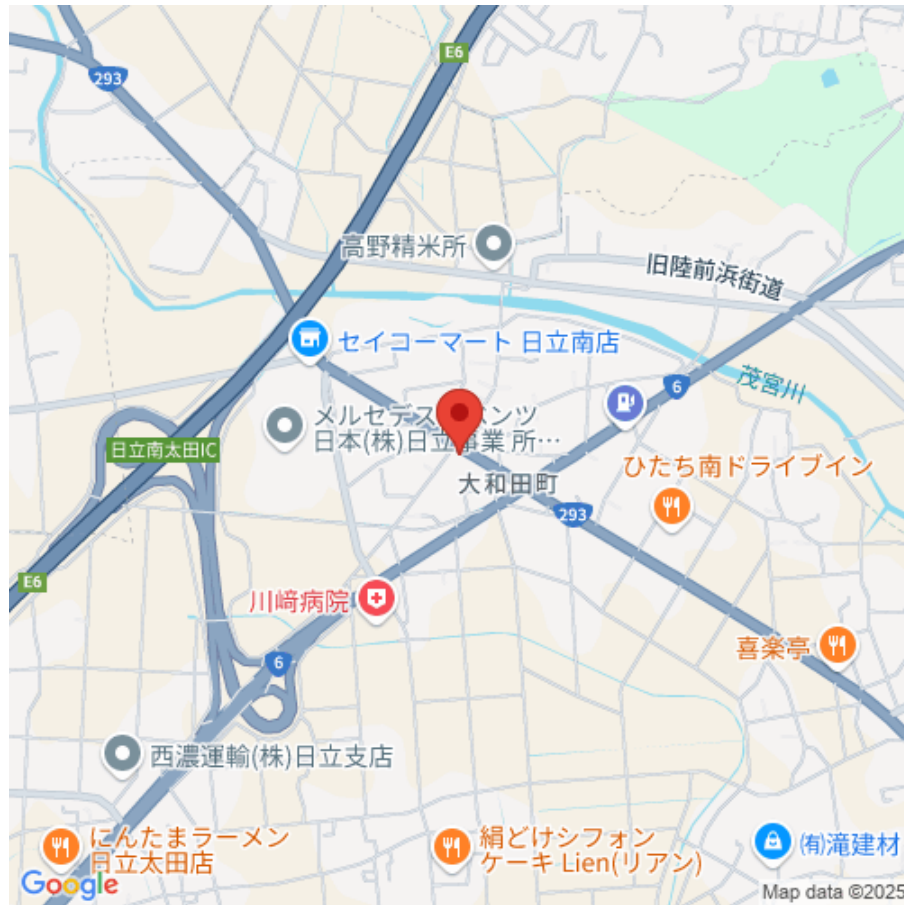 E6
293
高野精米所
旧陸前浜街道
セイコーマート 日立南店
6
茂宮川
メルセデス
ンツ
日本(株)日立事業 所…
日立南太田IC
大和田町
ひたち南ドライブイン
293
E6
川﨑病院
6
喜楽亭
西濃運輸(株)日立支店
にんたまラーメン
日立太田店
絹どけシフォン
ケーキ Lien(リアン)
(有)滝建材
Google
Map data ©2025